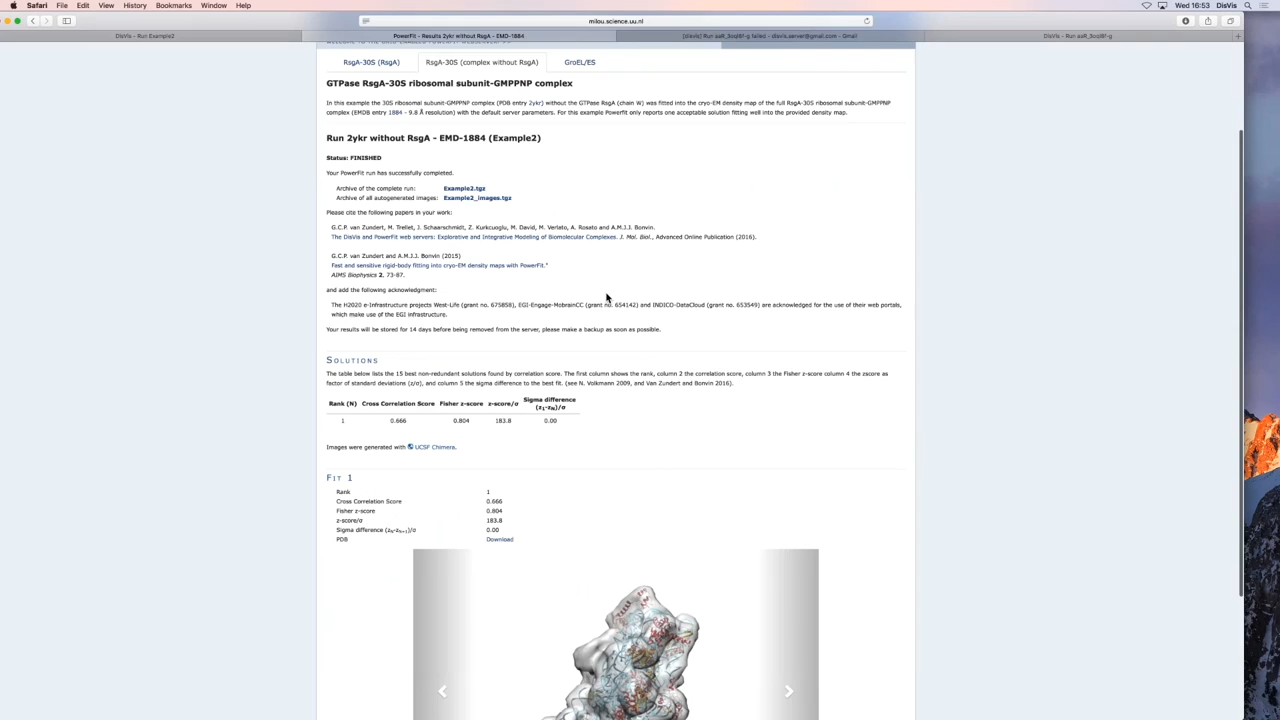 Safari File Edit View History Bookmarks Window Help Wed 16:53 DisVis
milou.science.uu.nl
DisVis - Run Example2 PowerFit - Results 2ykr without RsgA - EMD-1884 [disvis] Run aaR_3oql8f-g failed - disvis.server@gmail.com - Gmail DisVis - Run aaR_3oql8f-g
RsgA-30S (RsgA) RsgA-30S (complex without RsgA) GroEL/ES
GTPase RsgA-30S ribosomal subunit-GMPPNP complex
In this example the 30S ribosomal subunit-GMPPNP complex (PDB entry 2ykr) without the GTPase RsgA (chain W) was fitted into the cryo-EM density map of the full RsgA-30S ribosomal subunit-GMPPNP
complex (EMDB entry 1884 - 9.8 Å resolution) with the default server parameters. For this example Powerfit only reports one acceptable solution fitting well into the provided density map.
Run 2ykr without RsgA - EMD-1884 (Example2)
Status: FINISHED
Your PowerFit run has successfully completed.
Archive of the complete run: Example2.tgz
Archive of all autogenerated images: Example2_images.tgz
Please cite the following papers in your work:
G.C.P. van Zundert, M. Trellet, J. Schaarschmidt, Z. Kurkcuoglu, M. David, M. Verlato, A. Rosato and A.M.J.J. Bonvin.
The DisVis and PowerFit web servers: Explorative and Integrative Modeling of Biomolecular Complexes. J. Mol. Biol., Advanced Online Publication (2016).
G.C.P. van Zundert and A.M.J.J. Bonvin (2015)
Fast and sensitive rigid-body fitting into cryo-EM density maps with PowerFit."
AIMS Biophysics 2, 73-87.
and add the following acknowledgment:
The H2020 e-Infrastructure projects West-Life (grant no. 675858), EGI-Engage-MobrainCC (grant no. 654142) and INDICO-DataCloud (grant no. 653549) are acknowledged for the use of their web portals,
which make use of the EGI infrastructure.
Your results will be stored for 14 days before being removed from the server, please make a backup as soon as possible.
Solutions
The table below lists the 15 best non-redundant solutions found by correlation score. The first column shows the rank, column 2 the correlation score, column 3 the Fisher z-score column 4 the zscore as
factor of standard deviations (z/σ), and column 5 the sigma difference to the best fit. (see N. Volkmann 2009, and Van Zundert and Bonvin 2016).
Rank (N) Cross Correlation Score Fisher z-score z-score/σ Sigma difference (z1-zN)/σ
1 0.666 0.804 183.8 0.00
Images were generated with UCSF Chimera.
Fit 1
Rank 1
Cross Correlation Score 0.666
Fisher z-score 0.804
z-score/σ 183.8
Sigma difference (zN-zN+1)/σ 0.00
PDB Download